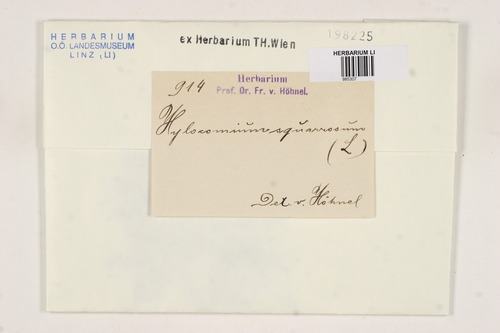 HERBARIUM
O.Ö. LANDESMUSEUM
LINZ (LI)
ex Herbarium TH.Wien
198225
HERBARIUM LI
985307
914
Herbarium
Prof. Dr. Fr. v. Höhnel.
Hylocomium squarrosum
(L)
Det. v. Höhnel